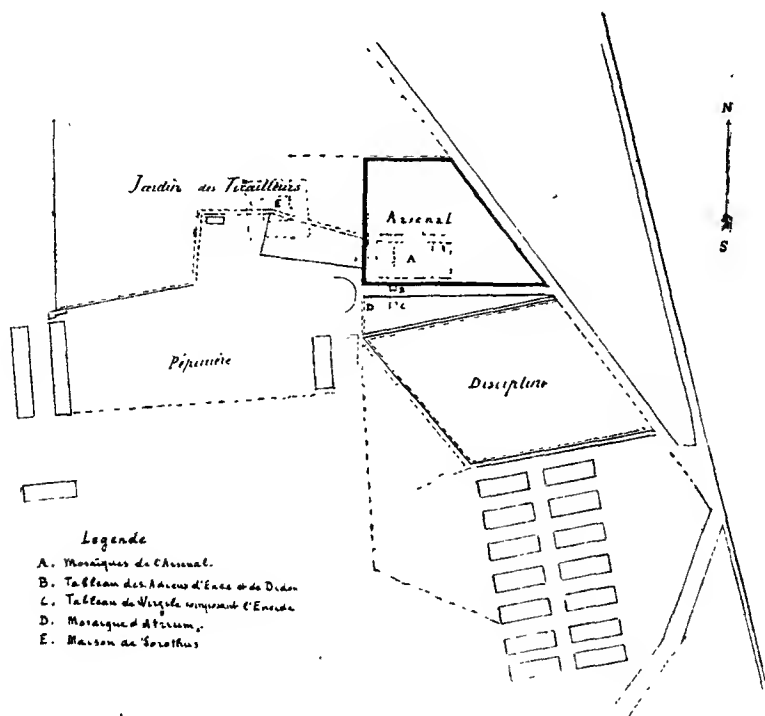 N
S
Jardin des Tirailleurs
E
Arsenal
A
B
D
C
Pépinière
Discipline
Legende
A. Mosaïques de l'Arsenal.
B. Tableau des Adieux d'Enée et de Didon
C. Tableau de Virgile composant l'Eneide
D. Mosaïque d'Atrium.
E. Maison de Sorothus